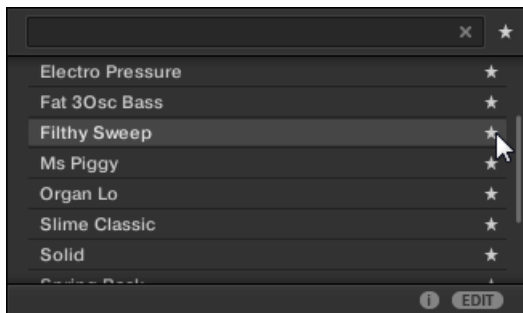 Electro Pressure
Fat 3Osc Bass
Filthy Sweep
Ms Piggy
Organ Lo
Slime Classic
Solid
EDIT